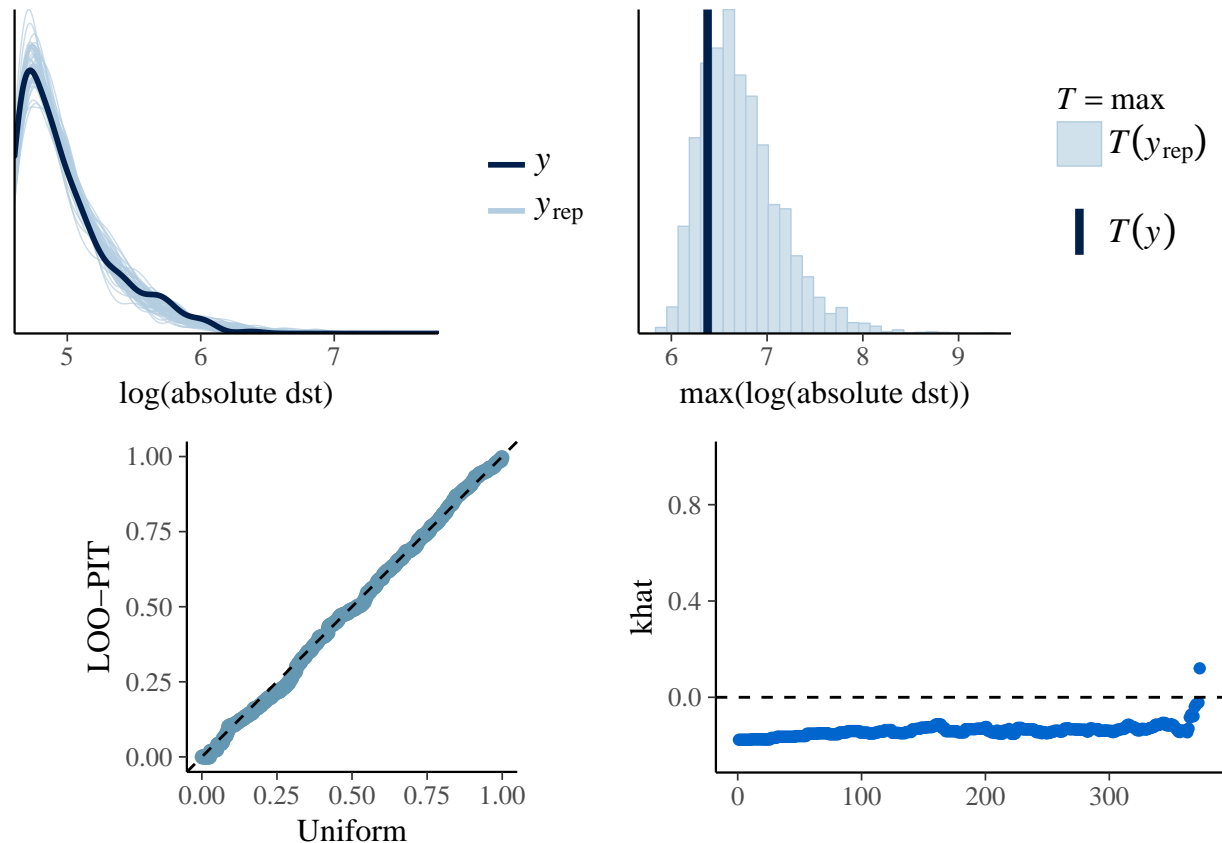 y
y_rep
5 6 7
log(absolute dst)
T = max
T(y_rep)
T(y)
6 7 8 9
max(log(absolute dst))
1.00
0.75
0.50
0.25
0.00
LOO−PIT
0.00 0.25 0.50 0.75 1.00
Uniform
0.8
0.4
0.0
khat
0 100 200 300